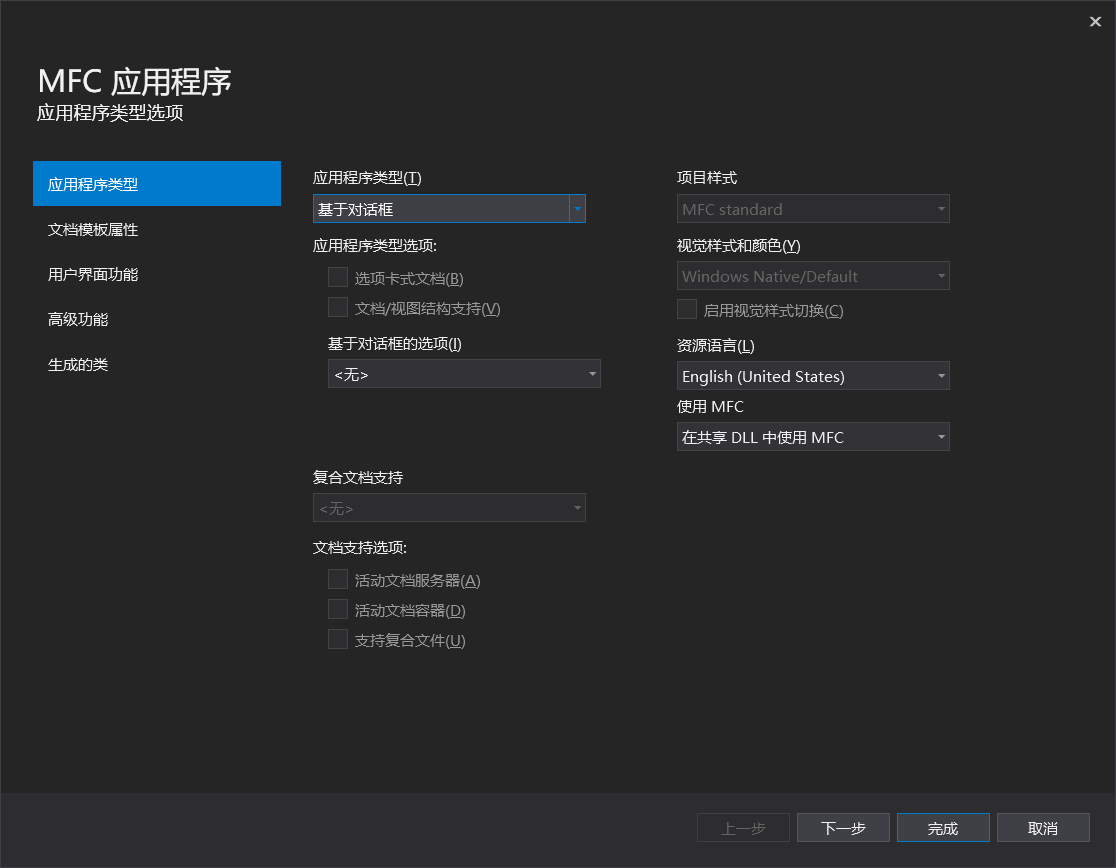 MFC 应用程序
应用程序类型选项
应用程序类型
文档模板属性
用户界面功能
高级功能
生成的类
应用程序类型(T)
基于对话框
应用程序类型选项:
选项卡式文档(B)
文档/视图结构支持(V)
基于对话框的选项(I)
<无>
复合文档支持
<无>
文档支持选项:
活动文档服务器(A)
活动文档容器(D)
支持复合文件(U)
项目样式
MFC standard
视觉样式和颜色(Y)
Windows Native/Default
启用视觉样式切换(C)
资源语言(L)
English (United States)
使用 MFC
在共享 DLL 中使用 MFC
上一步
下一步
完成
取消